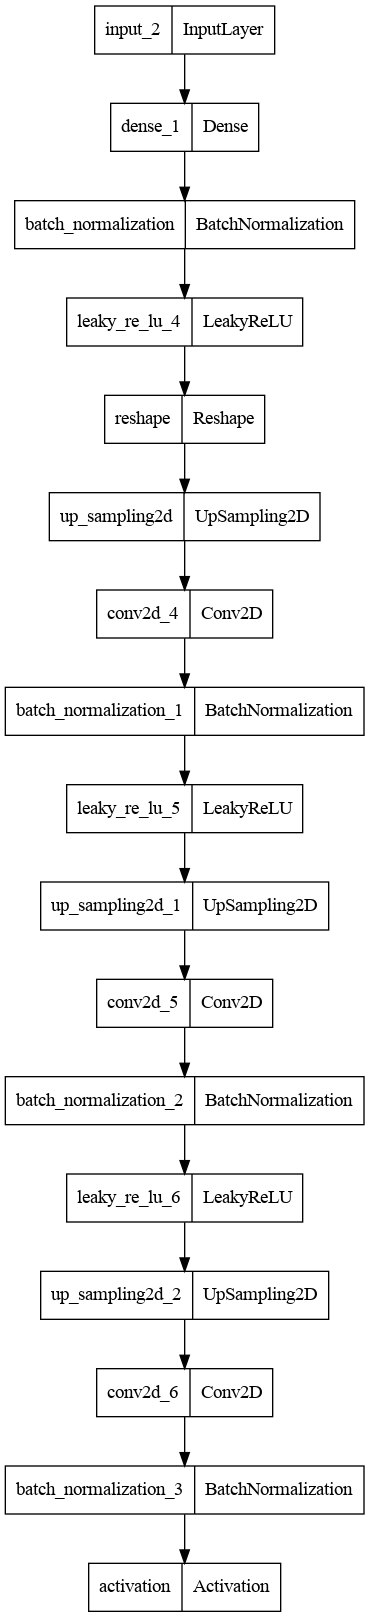 input_2 InputLayer
dense_1 Dense
batch_normalization BatchNormalization
leaky_re_lu_4 LeakyReLU
reshape Reshape
up_sampling2d UpSampling2D
conv2d_4 Conv2D
batch_normalization_1 BatchNormalization
leaky_re_lu_5 LeakyReLU
up_sampling2d_1 UpSampling2D
conv2d_5 Conv2D
batch_normalization_2 BatchNormalization
leaky_re_lu_6 LeakyReLU
up_sampling2d_2 UpSampling2D
conv2d_6 Conv2D
batch_normalization_3 BatchNormalization
activation Activation